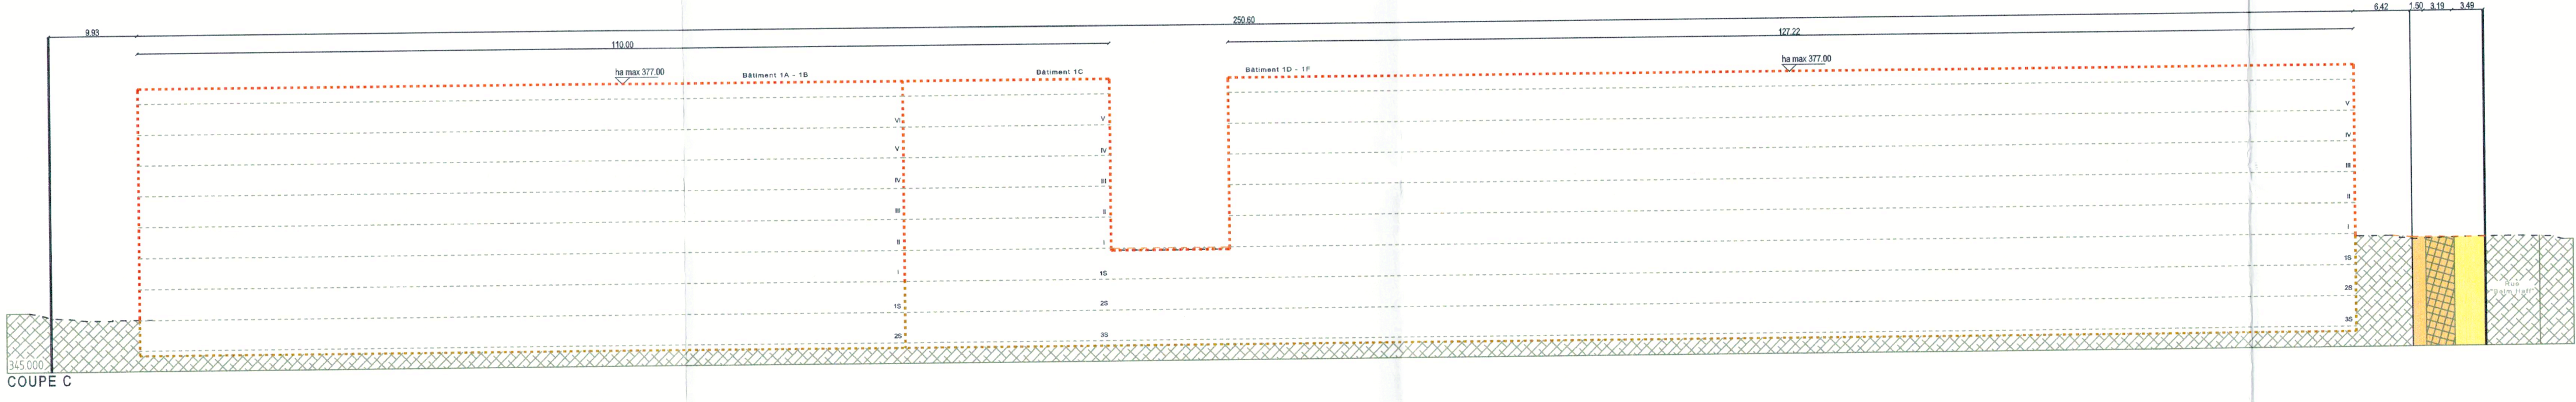 250.60
9.93
6.42
1.50
3.19
3.49
110.00
127.22
ha max 377.00
Bâtiment 1A - 1B
Bâtiment 1C
Bâtiment 1D - 1F
ha max 377.00
VI
V
IV
III
II
I
1S
2S
V
IV
III
II
I
1S
2S
3S
V
IV
III
II
I
1S
2S
3S
Rue
345.000
COUPE C